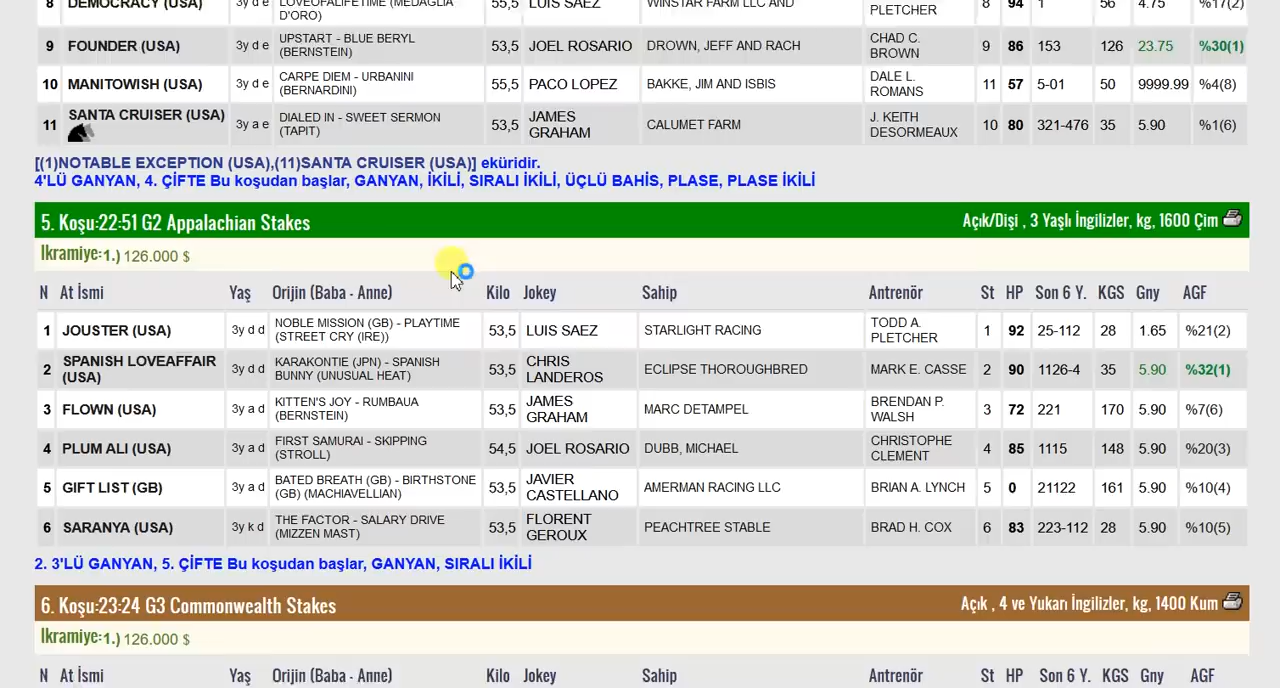 8 DEMOCRACY (USA) 3y d e LOVEOFALIFETIME (MEDAGLIA D'ORO) 55,5 LUIS SAEZ WINSTAR FARM LLC AND PLETCHER 8 94 1 56 4.75 %17(2)
9 FOUNDER (USA) 3y d e UPSTART - BLUE BERYL (BERNSTEIN) 53,5 JOEL ROSARIO DROWN, JEFF AND RACH CHAD C. BROWN 9 86 153 126 23.75 %30(1)
10 MANITOWISH (USA) 3y d e CARPE DIEM - URBANINI (BERNARDINI) 55,5 PACO LOPEZ BAKKE, JIM AND ISBIS DALE L. ROMANS 11 57 5-01 50 9999.99 %4(8)
11 SANTA CRUISER (USA) 3y a e DIALED IN - SWEET SERMON (TAPIT) 53,5 JAMES GRAHAM CALUMET FARM J. KEITH DESORMEAUX 10 80 321-476 35 5.90 %1(6)
[(1)NOTABLE EXCEPTION (USA),(11)SANTA CRUISER (USA)] eküridir.
4'LÜ GANYAN, 4. ÇİFTE Bu koşudan başlar, GANYAN, İKİLİ, SIRALI İKİLİ, ÜÇLÜ BAHİS, PLASE, PLASE İKİLİ
5. Koşu:22:51 G2 Appalachian Stakes Açık/Dişi , 3 Yaşlı İngilizler, kg, 1600 Çim
Ikramiye:1.) 126.000 $
N At İsmi Yaş Orijin (Baba - Anne) Kilo Jokey Sahip Antrenör St HP Son 6 Y. KGS Gny AGF
1 JOUSTER (USA) 3y d d NOBLE MISSION (GB) - PLAYTIME (STREET CRY (IRE)) 53,5 LUIS SAEZ STARLIGHT RACING TODD A. PLETCHER 1 92 25-112 28 1.65 %21(2)
2 SPANISH LOVEAFFAIR (USA) 3y d d KARAKONTIE (JPN) - SPANISH BUNNY (UNUSUAL HEAT) 53,5 CHRIS LANDEROS ECLIPSE THOROUGHBRED MARK E. CASSE 2 90 1126-4 35 5.90 %32(1)
3 FLOWN (USA) 3y a d KITTEN'S JOY - RUMBAUA (BERNSTEIN) 53,5 JAMES GRAHAM MARC DETAMPEL BRENDAN P. WALSH 3 72 221 170 5.90 %7(6)
4 PLUM ALI (USA) 3y a d FIRST SAMURAI - SKIPPING (STROLL) 54,5 JOEL ROSARIO DUBB, MICHAEL CHRISTOPHE CLEMENT 4 85 1115 148 5.90 %20(3)
5 GIFT LIST (GB) 3y a d BATED BREATH (GB) - BIRTHSTONE (GB) (MACHIAVELLIAN) 53,5 JAVIER CASTELLANO AMERMAN RACING LLC BRIAN A. LYNCH 5 0 21122 161 5.90 %10(4)
6 SARANYA (USA) 3y k d THE FACTOR - SALARY DRIVE (MIZZEN MAST) 53,5 FLORENT GEROUX PEACHTREE STABLE BRAD H. COX 6 83 223-112 28 5.90 %10(5)
2. 3'LÜ GANYAN, 5. ÇİFTE Bu koşudan başlar, GANYAN, SIRALI İKİLİ
6. Koşu:23:24 G3 Commonwealth Stakes Açık , 4 ve Yukarı İngilizler, kg, 1400 Kum
Ikramiye:1.) 126.000 $
N At İsmi Yaş Orijin (Baba - Anne) Kilo Jokey Sahip Antrenör St HP Son 6 Y. KGS Gny AGF